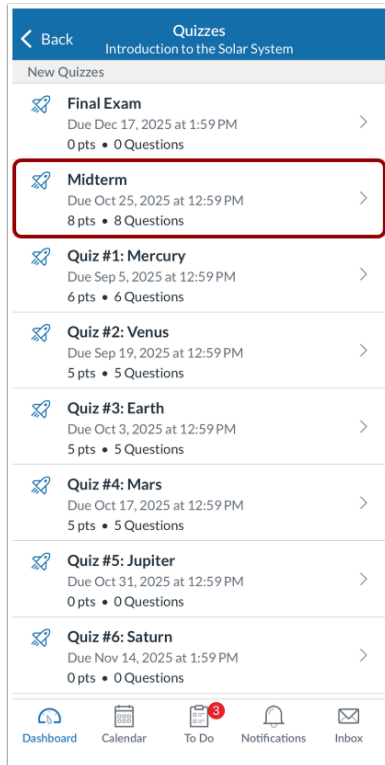 Back
Quizzes
Introduction to the Solar System
New Quizzes
Final Exam
Due Dec 17, 2025 at 1:59 PM
0 pts • 0 Questions
Midterm
Due Oct 25, 2025 at 12:59 PM
8 pts • 8 Questions
Quiz #1: Mercury
Due Sep 5, 2025 at 12:59 PM
6 pts • 6 Questions
Quiz #2: Venus
Due Sep 19, 2025 at 12:59 PM
5 pts • 5 Questions
Quiz #3: Earth
Due Oct 3, 2025 at 12:59 PM
5 pts • 5 Questions
Quiz #4: Mars
Due Oct 17, 2025 at 12:59 PM
5 pts • 5 Questions
Quiz #5: Jupiter
Due Oct 31, 2025 at 12:59 PM
0 pts • 0 Questions
Quiz #6: Saturn
Due Nov 14, 2025 at 1:59 PM
0 pts • 0 Questions
3
Dashboard Calendar To Do Notifications Inbox